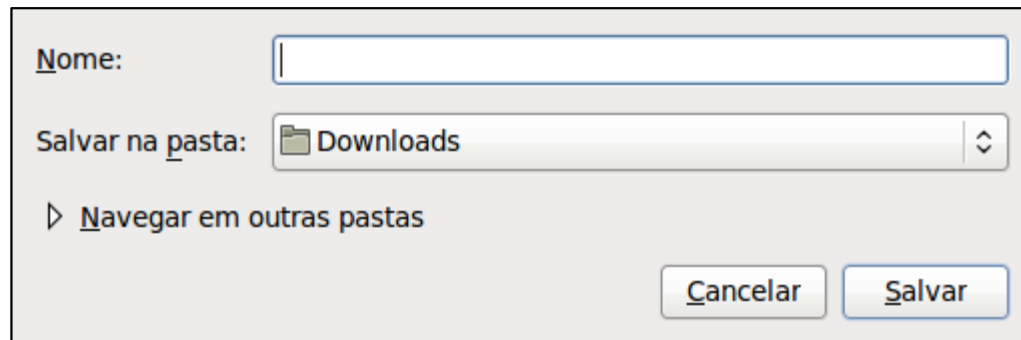 Nome:
Salvar na pasta: Downloads
Navegar em outras pastas
Cancelar Salvar